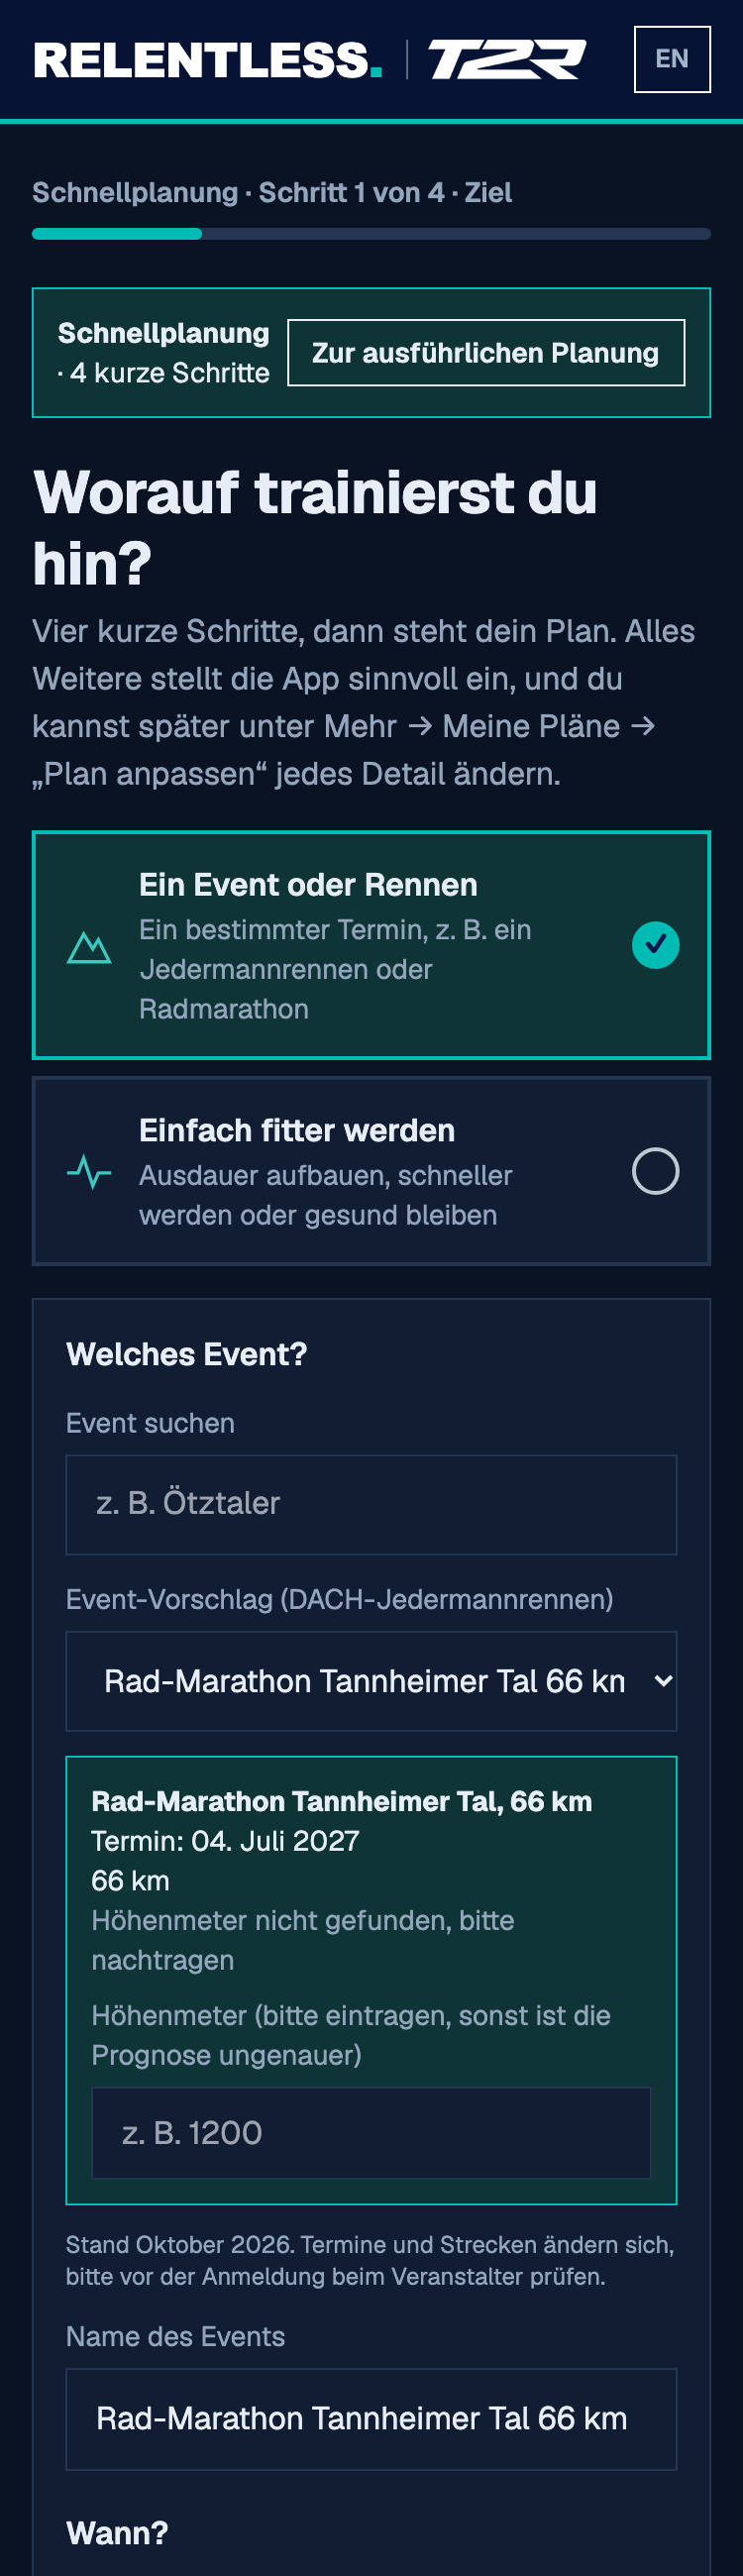 RELENTLESS. T2R EN
Schnellplanung · Schritt 1 von 4 · Ziel
Schnellplanung
· 4 kurze Schritte
Zur ausführlichen Planung
Worauf trainierst du
hin?
Vier kurze Schritte, dann steht dein Plan. Alles
Weitere stellt die App sinnvoll ein, und du
kannst später unter Mehr → Meine Pläne →
„Plan anpassen“ jedes Detail ändern.
Ein Event oder Rennen
Ein bestimmter Termin, z. B. ein
Jedermannrennen oder
Radmarathon
Einfach fitter werden
Ausdauer aufbauen, schneller
werden oder gesund bleiben
Welches Event?
Event suchen
z. B. Ötztaler
Event-Vorschlag (DACH-Jedermannrennen)
Rad-Marathon Tannheimer Tal 66 km
Rad-Marathon Tannheimer Tal, 66 km
Termin: 04. Juli 2027
66 km
Höhenmeter nicht gefunden, bitte
nachtragen
Höhenmeter (bitte eintragen, sonst ist die
Prognose ungenauer)
z. B. 1200
Stand Oktober 2026. Termine und Strecken ändern sich,
bitte vor der Anmeldung beim Veranstalter prüfen.
Name des Events
Rad-Marathon Tannheimer Tal 66 km
Wann?